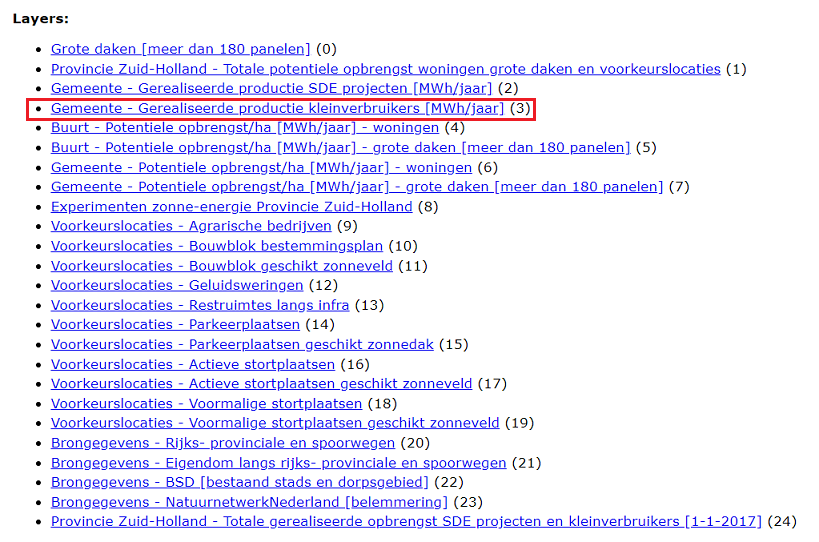 Layers:
Grote daken [meer dan 180 panelen] (0)
Provincie Zuid-Holland - Totale potentiele opbrengst woningen grote daken en voorkeurslocaties (1)
Gemeente - Gerealiseerde productie SDE projecten [MWh/jaar] (2)
Gemeente - Gerealiseerde productie kleinverbruikers [MWh/jaar] (3)
Buurt - Potentiele opbrengst/ha [MWh/jaar] - woningen (4)
Buurt - Potentiele opbrengst/ha [MWh/jaar] - grote daken [meer dan 180 panelen] (5)
Gemeente - Potentiele opbrengst/ha [MWh/jaar] - woningen (6)
Gemeente - Potentiele opbrengst/ha [MWh/jaar] - grote daken [meer dan 180 panelen] (7)
Experimenten zonne-energie Provincie Zuid-Holland (8)
Voorkeurslocaties - Agrarische bedrijven (9)
Voorkeurslocaties - Bouwblok bestemmingsplan (10)
Voorkeurslocaties - Bouwblok geschikt zonneveld (11)
Voorkeurslocaties - Geluidsweringen (12)
Voorkeurslocaties - Restruimtes langs infra (13)
Voorkeurslocaties - Parkeerplaatsen (14)
Voorkeurslocaties - Parkeerplaatsen geschikt zonnedak (15)
Voorkeurslocaties - Actieve stortplaatsen (16)
Voorkeurslocaties - Actieve stortplaatsen geschikt zonneveld (17)
Voorkeurslocaties - Voormalige stortplaatsen (18)
Voorkeurslocaties - Voormalige stortplaatsen geschikt zonneveld (19)
Brongegevens - Rijks- provinciale en spoorwegen (20)
Brongegevens - Eigendom langs rijks- provinciale en spoorwegen (21)
Brongegevens - BSD [bestaand stads en dorpsgebied] (22)
Brongegevens - NatuurnetwerkNederland [belemmering] (23)
Provincie Zuid-Holland - Totale gerealiseerde opbrengst SDE projecten en kleinverbruikers [1-1-2017] (24)